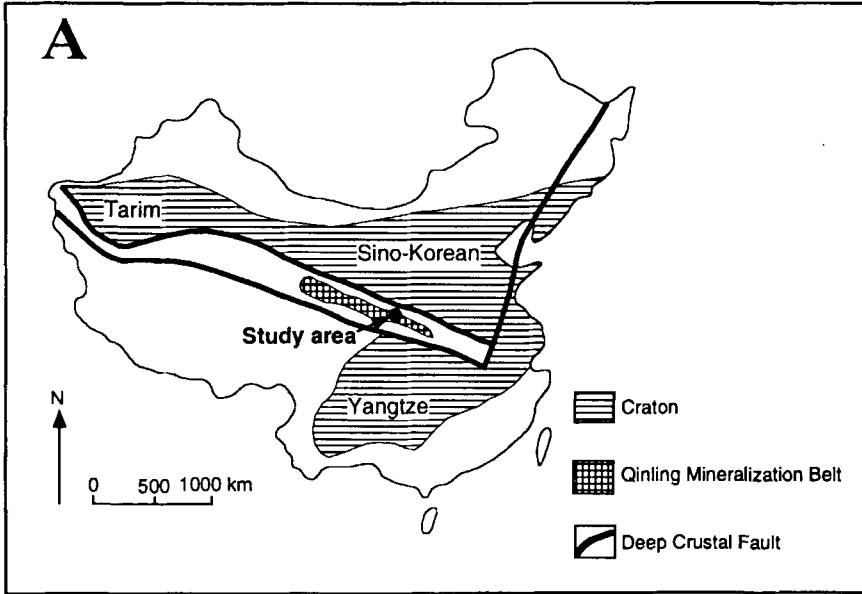 A
Tarim
Sino-Korean
Study area
Yangtze
N
0 500 1000 km
Craton
Qinling Mineralization Belt
Deep Crustal Fault